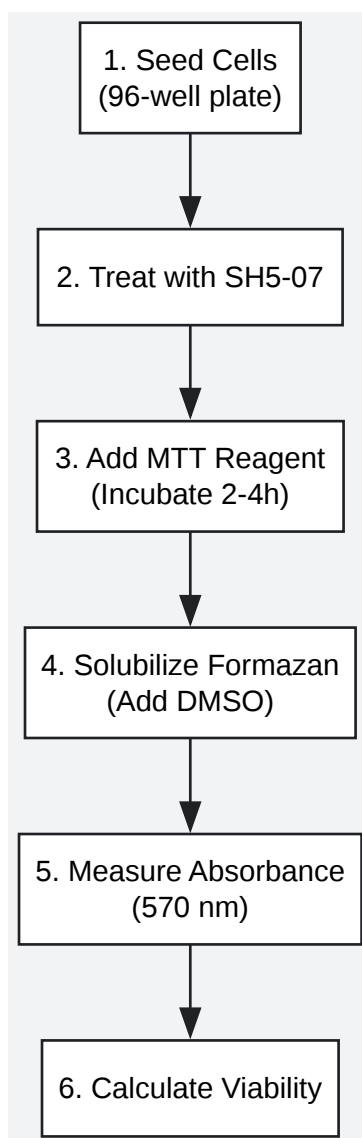 1. Seed Cells
(96-well plate)
2. Treat with SH5-07
3. Add MTT Reagent
(Incubate 2-4h)
4. Solubilize Formazan
(Add DMSO)
5. Measure Absorbance
(570 nm)
6. Calculate Viability